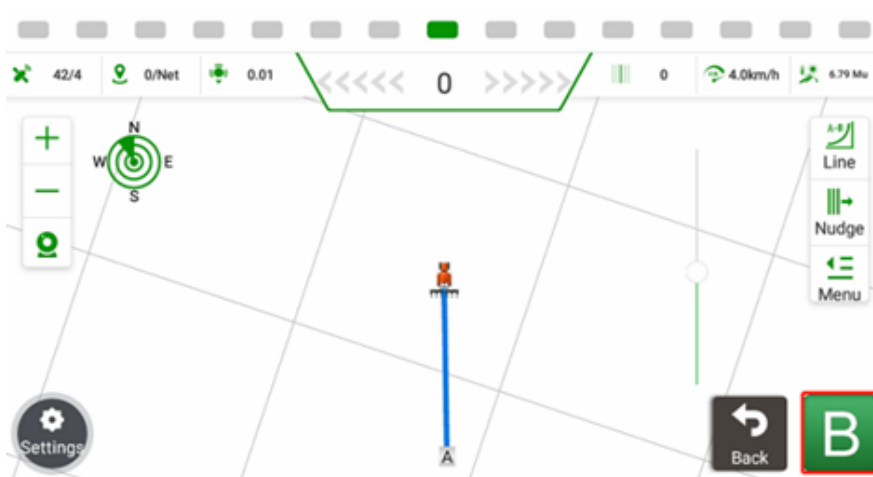 42/4
0/Net
0.01
<<<<< 0 >>>>>
0
4.0km/h
6.79 Mu
N
W E
S
A-B
Line
Nudge
Menu
Settings
A
Back
B